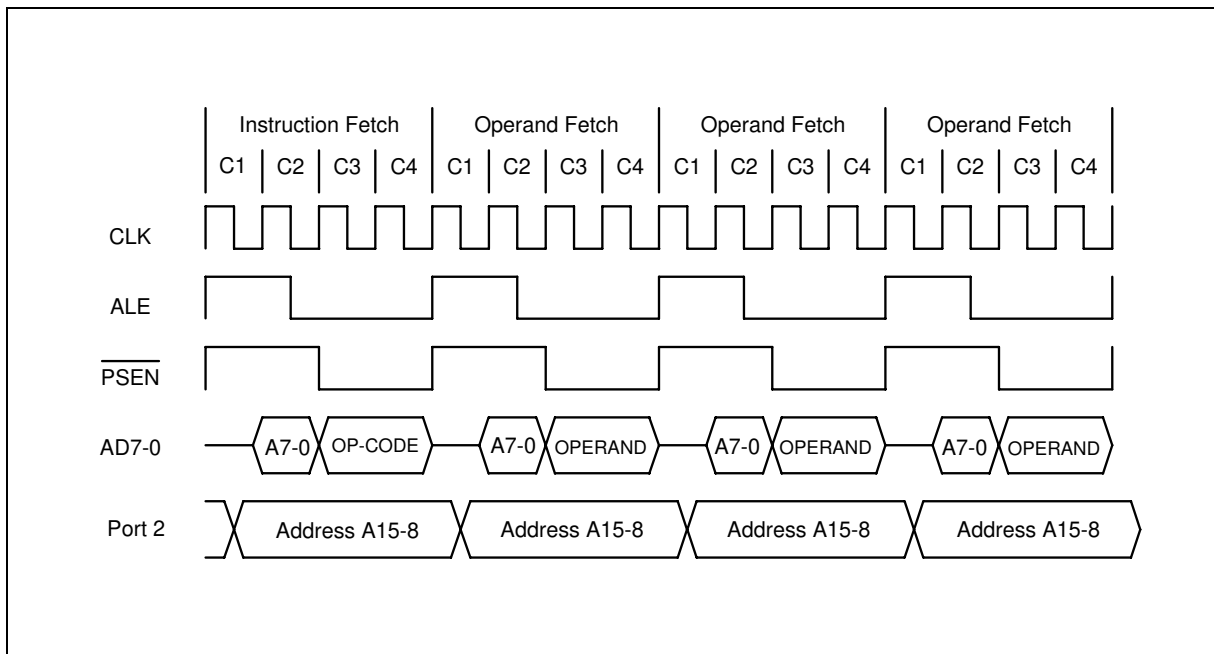 Instruction Fetch Operand Fetch Operand Fetch Operand Fetch
C1 C2 C3 C4 C1 C2 C3 C4 C1 C2 C3 C4 C1 C2 C3 C4
CLK
ALE
PSEN
AD7-0 A7-0 OP-CODE A7-0 OPERAND A7-0 OPERAND A7-0 OPERAND
Port 2 Address A15-8 Address A15-8 Address A15-8 Address A15-8